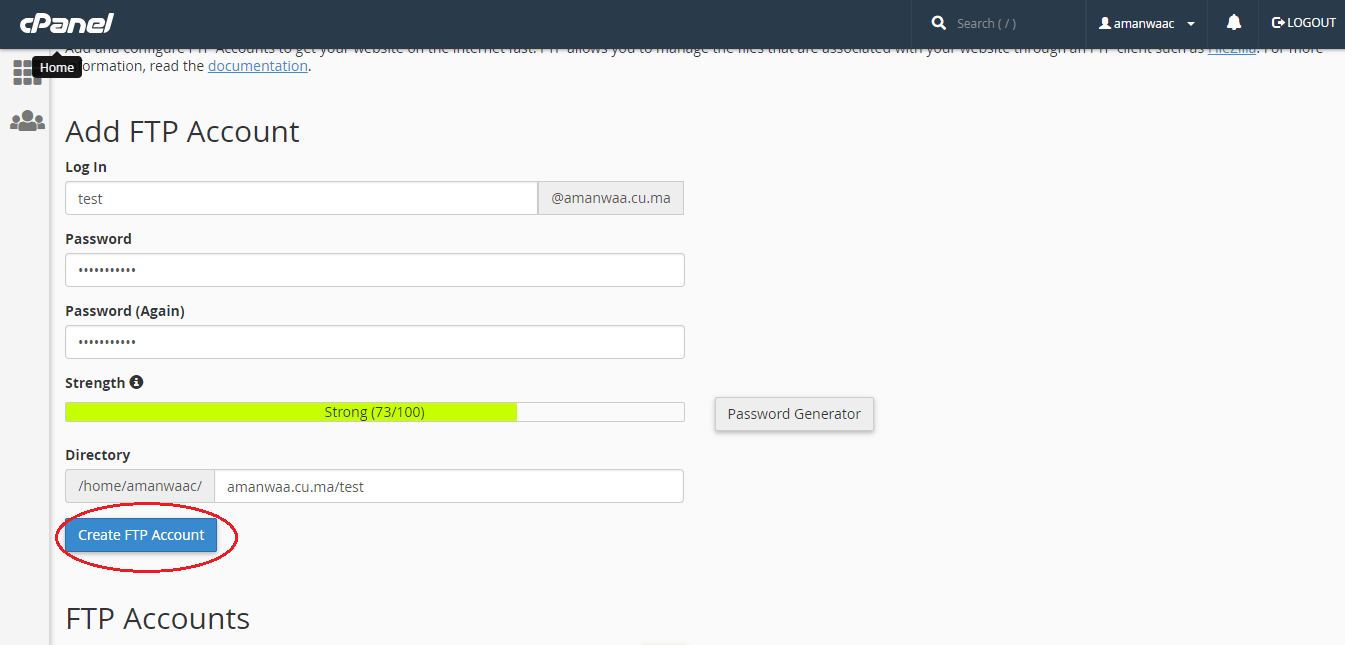 cPanel
Search ( / )
amanwaac
LOGOUT
Add and configure FTP Accounts to get your website on the internet fast. FTP allows you to manage the files that are associated with your website through an FTP client such as FileZilla. For more
Home
formation, read the documentation.
Add FTP Account
Log In
test
@amanwaa.cu.ma
Password
•••••••••••
Password (Again)
•••••••••••
Strength
Strong (73/100)
Password Generator
Directory
/home/amanwaac/
amanwaa.cu.ma/test
Create FTP Account
FTP Accounts